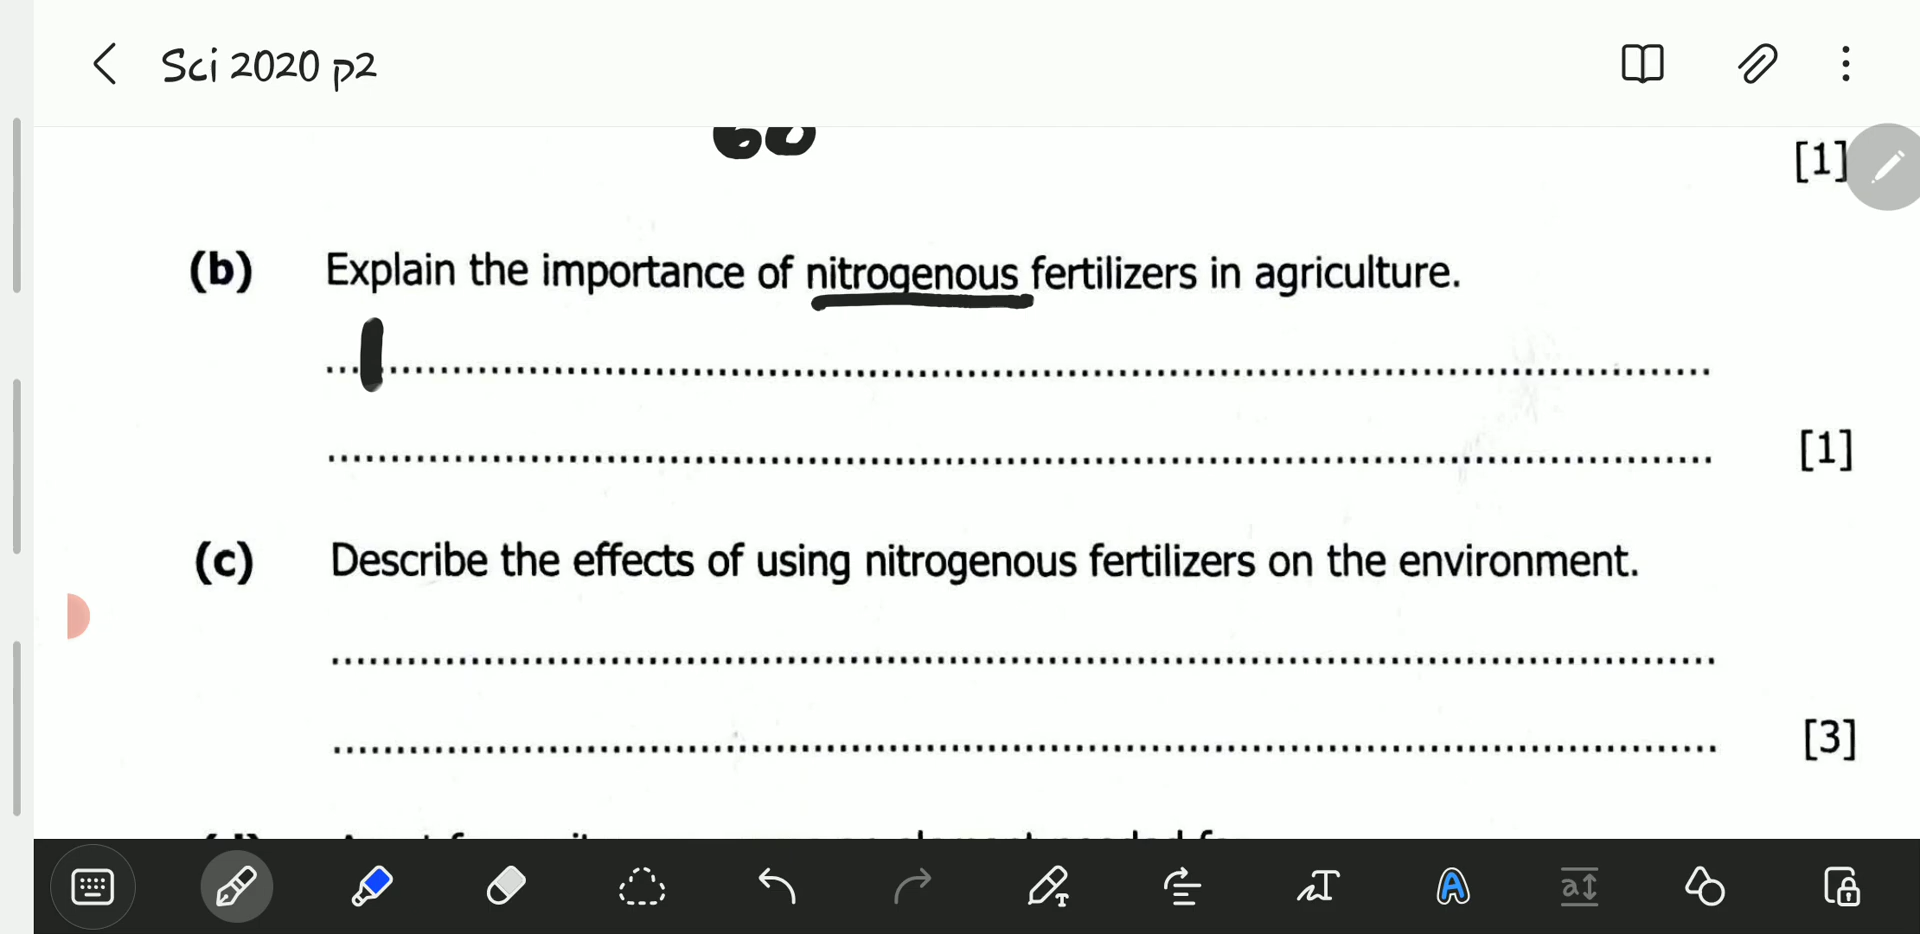 Sci 2020 p2
[1]
(b) Explain the importance of nitrogenous fertilizers in agriculture.
[1]
(c) Describe the effects of using nitrogenous fertilizers on the environment.
[3]